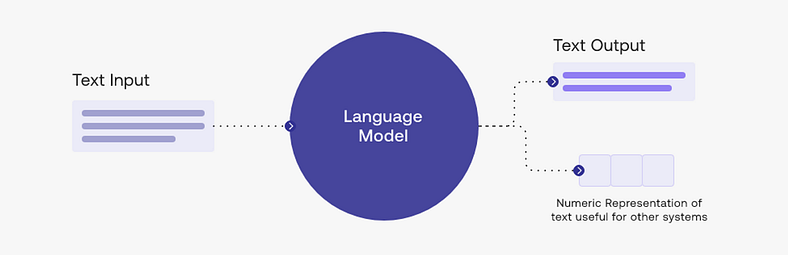 Text Input
Language
Model
Text Output
Numeric Representation of
text useful for other systems